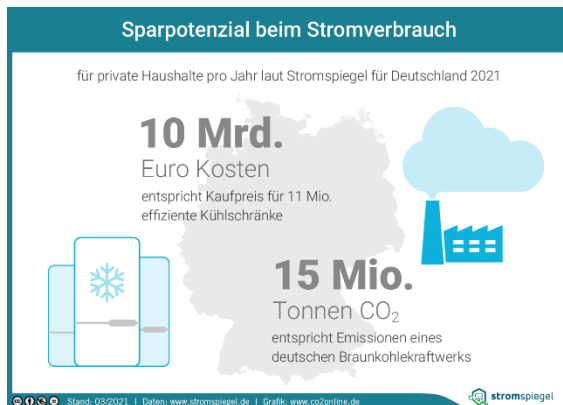 Sparpotenzial beim Stromverbrauch
für private Haushalte pro Jahr laut Stromspiegel für Deutschland 2021
10 Mrd.
Euro Kosten
entspricht Kaufpreis für 11 Mio.
effiziente Kühlschränke
15 Mio.
Tonnen CO₂
entspricht Emissionen eines
deutschen Braunkohlekraftwerks
Stand: 03/2021 | Daten: www.stromspiegel.de | Grafik: www.co2online.de
stromspiegel